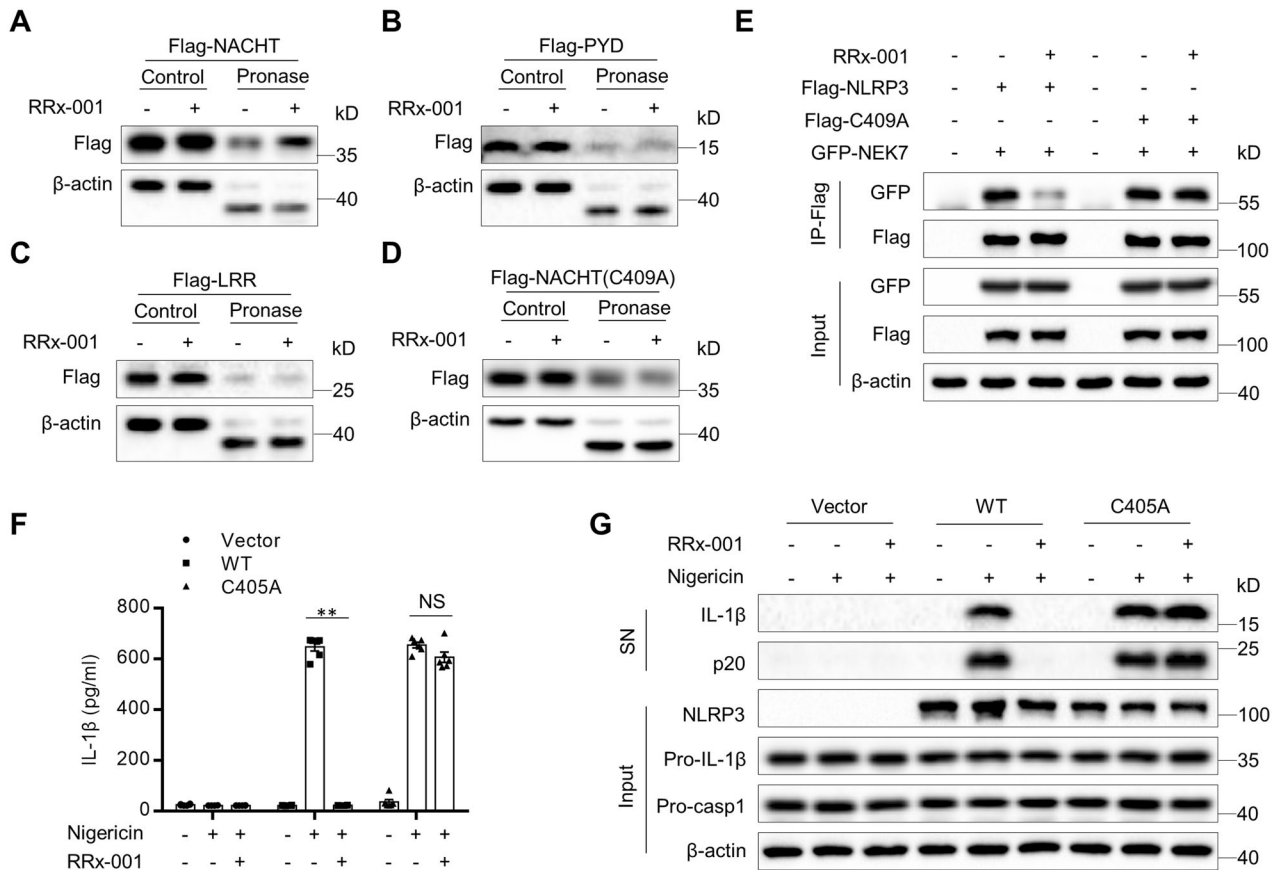 A
Flag-NACHT
Control Pronase
RRx-001 - + - + kD
Flag 35
β-actin 40
B
Flag-PYD
Control Pronase
RRx-001 - + - + kD
Flag 15
β-actin 40
C
Flag-LRR
Control Pronase
RRx-001 - + - + kD
Flag 25
β-actin 40
D
Flag-NACHT(C409A)
Control Pronase
RRx-001 - + - + kD
Flag 35
β-actin 40
E
RRx-001 - - + - - +
Flag-NLRP3 - + + - - -
Flag-C409A - - - - + +
GFP-NEK7 - + + - + + kD
IP-Flag
GFP 55
Flag 100
Input
GFP 55
Flag 100
β-actin 40
F
Vector
WT
C405A
IL-1β (pg/ml)
800
600
400
200
0
**
NS
Nigericin - + + - + + - + +
RRx-001 - - + - - + - - +
G
Vector WT C405A
RRx-001 - - + - - + - - +
Nigericin - + + - + + - + + kD
SN
IL-1β 15
p20 25
Input
NLRP3 100
Pro-IL-1β 35
Pro-casp1 40
β-actin 40